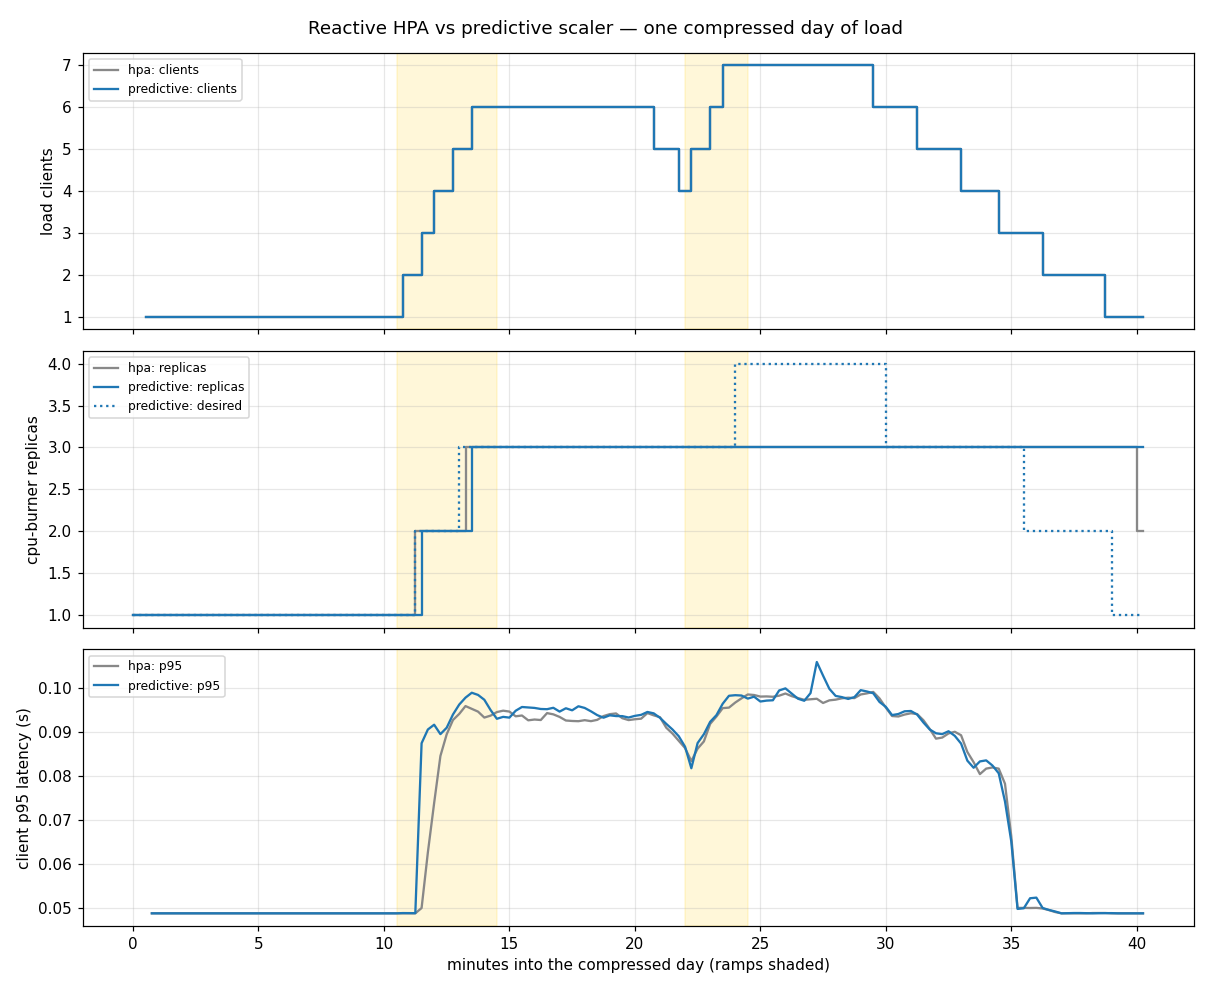 Reactive HPA vs predictive scaler — one compressed day of load
hpa: clients
predictive: clients
load clients
7
6
5
4
3
2
1
hpa: replicas
predictive: replicas
predictive: desired
cpu-burner replicas
4.0
3.5
3.0
2.5
2.0
1.5
1.0
hpa: p95
predictive: p95
client p95 latency (s)
0.10
0.09
0.08
0.07
0.06
0.05
0 5 10 15 20 25 30 35 40
minutes into the compressed day (ramps shaded)